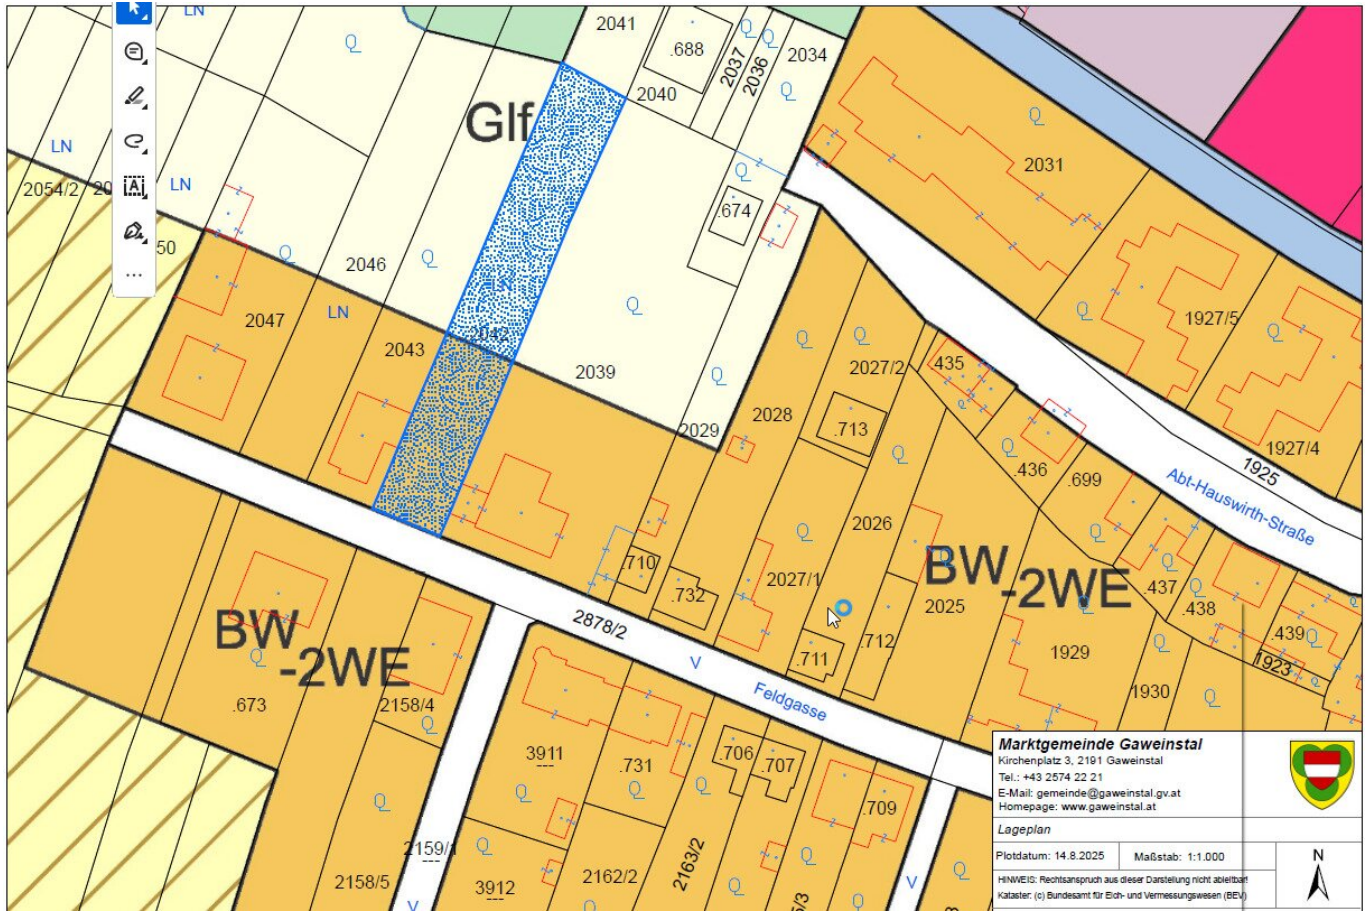 LN
2041
.688
2037
2036
2034
2040
Glf
2031
LN
LN
2054/2
A
.674
50
2046
LN
2047
LN
2042
2043
2039
1927/5
2027/2
435
2028
2029
.713
1927/4
1925
.436
.699
Abt-Hauswirth-Straße
2026
BW
-2WE
.710
2027/1
.732
2025
.437
.438
2878/2
.439
BW
-2WE
.712
.711
1929
1923
V
.673
2158/4
Feldgasse
1930
3911
.731
.706
.707
.709
2159/1
2163/2
2158/5
3912
2162/2
V
V
Marktgemeinde Gaweinstal
Kirchenplatz 3, 2191 Gaweinstal
Tel.: +43 2574 22 21
E-Mail: gemeinde@gaweinstal.gv.at
Homepage: www.gaweinstal.at
Lageplan
Plotdatum: 14.8.2025
Maßstab: 1:1.000
N
HINWEIS: Rechtsanspruch aus dieser Darstellung nicht ableitbar!
Kataster: (c) Bundesamt für Eich- und Vermessungswesen (BEV)